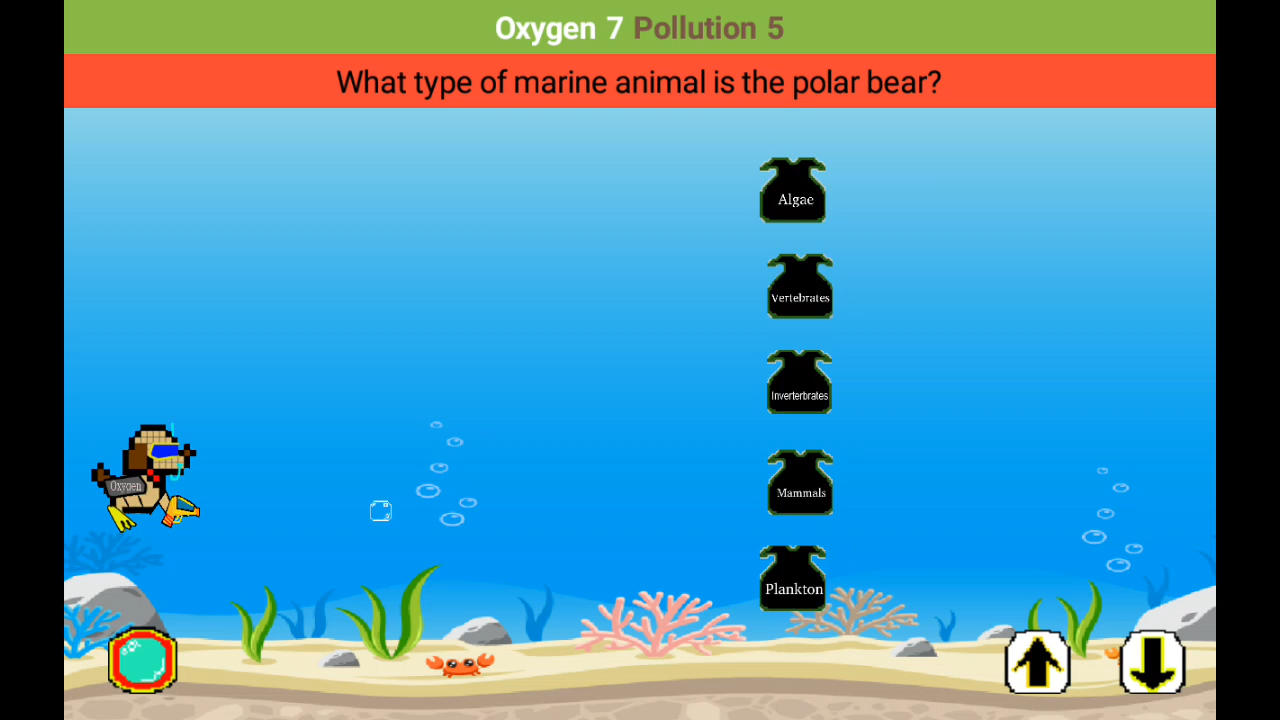 Oxygen 7 Pollution 5
What type of marine animal is the polar bear?
Algae
Vertebrates
Inverterbrates
Mammals
Oxygen
Plankton